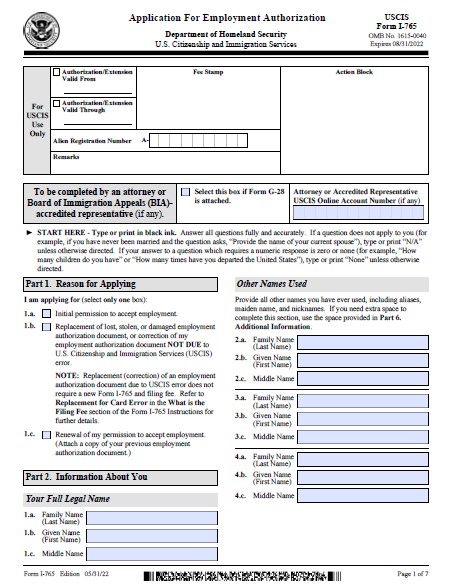 Application For Employment Authorization
Department of Homeland Security
U.S. Citizenship and Immigration Services
USCIS
Form I-765
OMB No. 1615-0040
Expires 08/31/2022
For
USCIS
Use
Only
Authorization/Extension
Valid From
Authorization/Extension
Valid Through
Alien Registration Number A-
Remarks
Fee Stamp
Action Block
To be completed by an attorney or
Board of Immigration Appeals (BIA)-
accredited representative (if any).
Select this box if Form G-28
is attached.
Attorney or Accredited Representative
USCIS Online Account Number (if any)
► START HERE - Type or print in black ink. Answer all questions fully and accurately. If a question does not apply to you (for
example, if you have never been married and the question asks, “Provide the name of your current spouse”), type or print “N/A”
unless otherwise directed. If your answer to a question which requires a numeric response is zero or none (for example, “How
many children do you have” or “How many times have you departed the United States”), type or print “None” unless otherwise
directed.
Part 1. Reason for Applying
I am applying for (select only one box):
1.a. Initial permission to accept employment.
1.b. Replacement of lost, stolen, or damaged employment
authorization document, or correction of my
employment authorization document NOT DUE to
U.S. Citizenship and Immigration Services (USCIS)
error.
NOTE: Replacement (correction) of an employment
authorization document due to USCIS error does not
require a new Form I-765 and filing fee. Refer to
Replacement for Card Error in the What is the
Filing Fee section of the Form I-765 Instructions for
further details.
1.c. Renewal of my permission to accept employment.
(Attach a copy of your previous employment
authorization document.)
Part 2. Information About You
Your Full Legal Name
1.a. Family Name
(Last Name)
1.b. Given Name
(First Name)
1.c. Middle Name
Other Names Used
Provide all other names you have ever used, including aliases,
maiden name, and nicknames. If you need extra space to
complete this section, use the space provided in Part 6.
Additional Information.
2.a. Family Name
(Last Name)
2.b. Given Name
(First Name)
2.c. Middle Name
3.a. Family Name
(Last Name)
3.b. Given Name
(First Name)
3.c. Middle Name
4.a. Family Name
(Last Name)
4.b. Given Name
(First Name)
4.c. Middle Name
Form I-765 Edition 05/31/22
Page 1 of 7